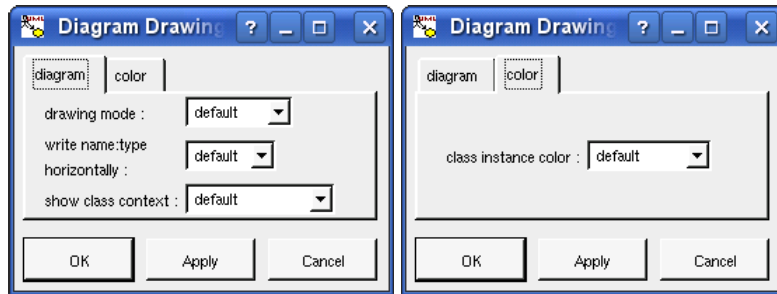 Diagram Drawing
diagram color
drawing mode : default
write name:type
horizontally : default
show class context : default
OK Apply Cancel
Diagram Drawing
diagram color
class instance color : default
OK Apply Cancel